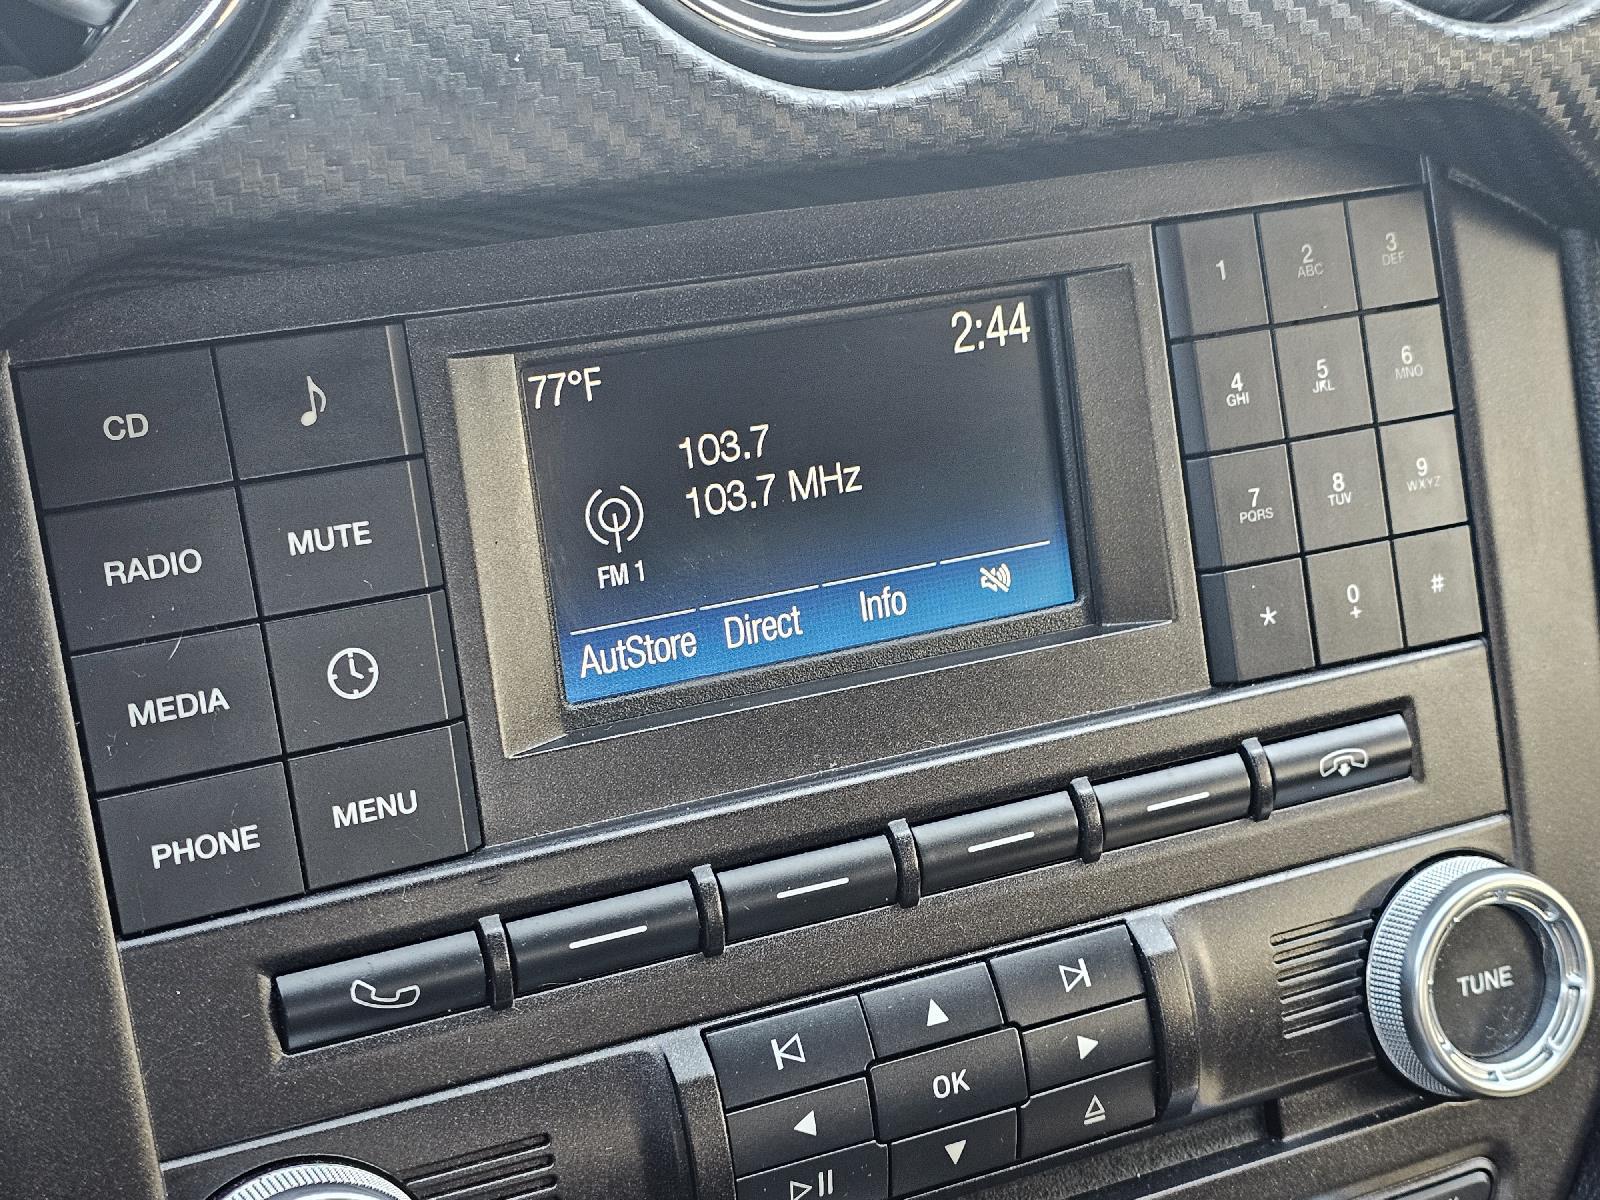 2:44
77°F
103.7
103.7 MHz
FM 1
AutStore Direct Info
CD
RADIO MUTE
MEDIA
PHONE MENU
1 2 ABC 3 DEF
4 GHI 5 JKL 6 MNO
7 PQRS 8 TUV 9 WXYZ
* 0 + #
OK
TUNE